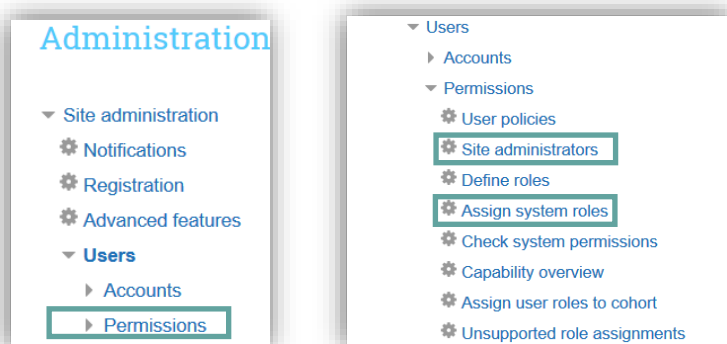 Administration
Site administration
Notifications
Registration
Advanced features
Users
Accounts
Permissions
Users
Accounts
Permissions
User policies
Site administrators
Define roles
Assign system roles
Check system permissions
Capability overview
Assign user roles to cohort
Unsupported role assignments